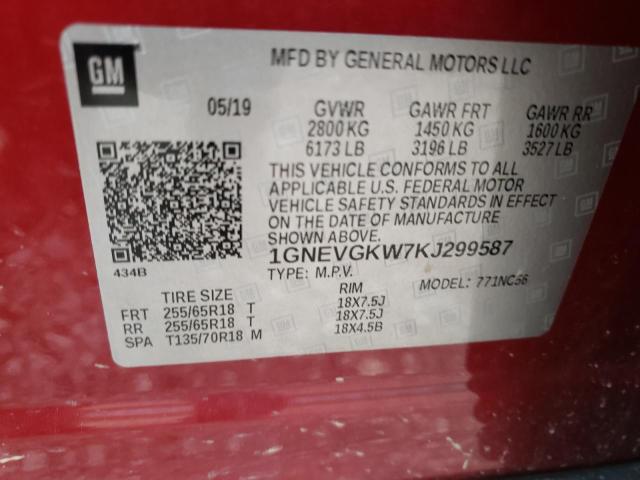 GM
MFD BY GENERAL MOTORS LLC
05/19
GVWR GAWR FRT GAWR RR
2800 KG 1450 KG 1600 KG
6173 LB 3196 LB 3527 LB
THIS VEHICLE CONFORMS TO ALL
APPLICABLE U.S. FEDERAL MOTOR
VEHICLE SAFETY STANDARDS IN EFFECT
ON THE DATE OF MANUFACTURE
SHOWN ABOVE.
434B
1GNEVGKW7KJ299587
TYPE: M.P.V. MODEL: 771NC56
TIRE SIZE RIM
FRT 255/65R18 T 18X7.5J
RR 255/65R18 T 18X7.5J
SPA T135/70R18 M 18X4.5B